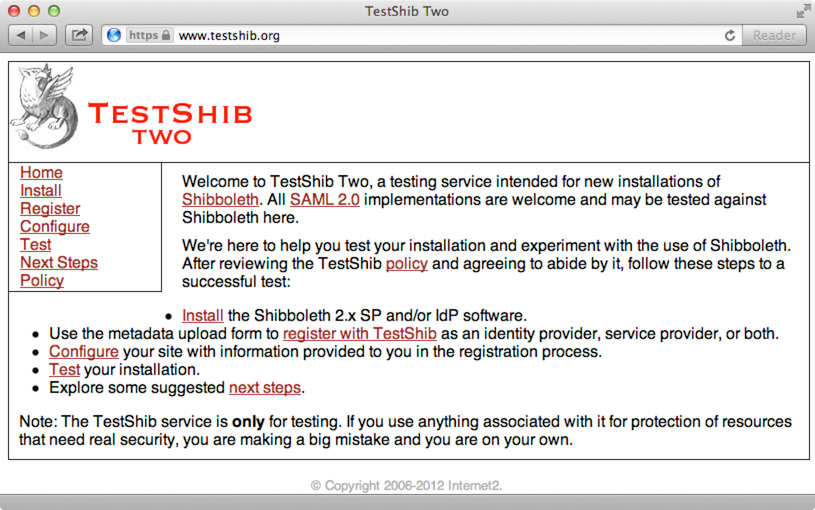 TestShib Two
https www.testshib.org
Reader
TESTSHIB
TWO
Home
Install
Register
Configure
Test
Next Steps
Policy
Welcome to TestShib Two, a testing service intended for new installations of
Shibboleth. All SAML 2.0 implementations are welcome and may be tested against
Shibboleth here.
We're here to help you test your installation and experiment with the use of Shibboleth.
After reviewing the TestShib policy and agreeing to abide by it, follow these steps to a
successful test:
• Install the Shibboleth 2.x SP and/or IdP software.
• Use the metadata upload form to register with TestShib as an identity provider, service provider, or both.
• Configure your site with information provided to you in the registration process.
• Test your installation.
• Explore some suggested next steps.
Note: The TestShib service is only for testing. If you use anything associated with it for protection of resources
that need real security, you are making a big mistake and you are on your own.
© Copyright 2006-2012 Internet2.